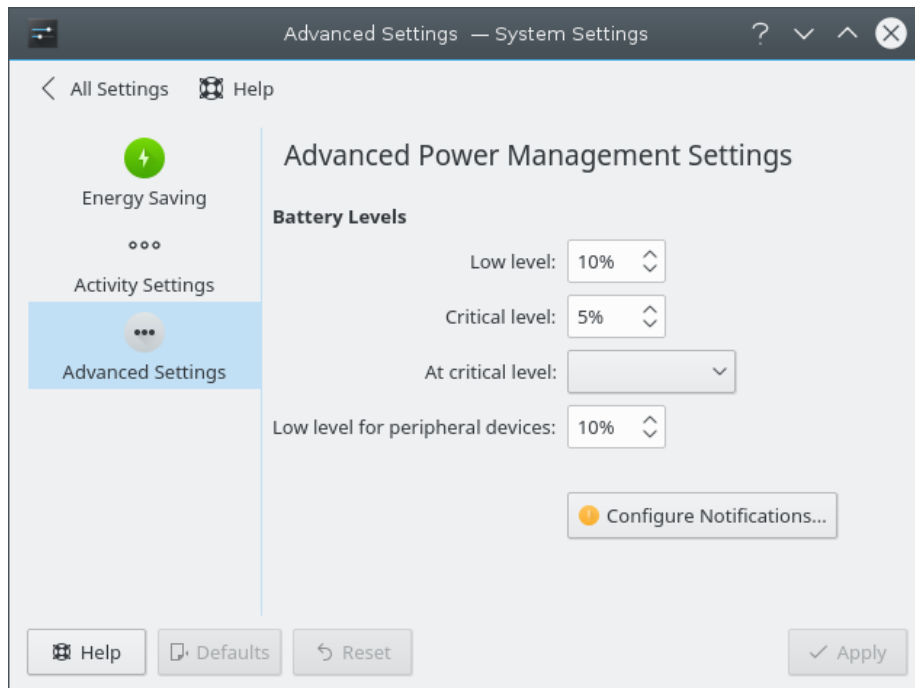 Advanced Settings — System Settings
All Settings Help
Energy Saving
Activity Settings
Advanced Settings
Advanced Power Management Settings
Battery Levels
Low level: 10%
Critical level: 5%
At critical level:
Low level for peripheral devices: 10%
Configure Notifications...
Help Defaults Reset Apply